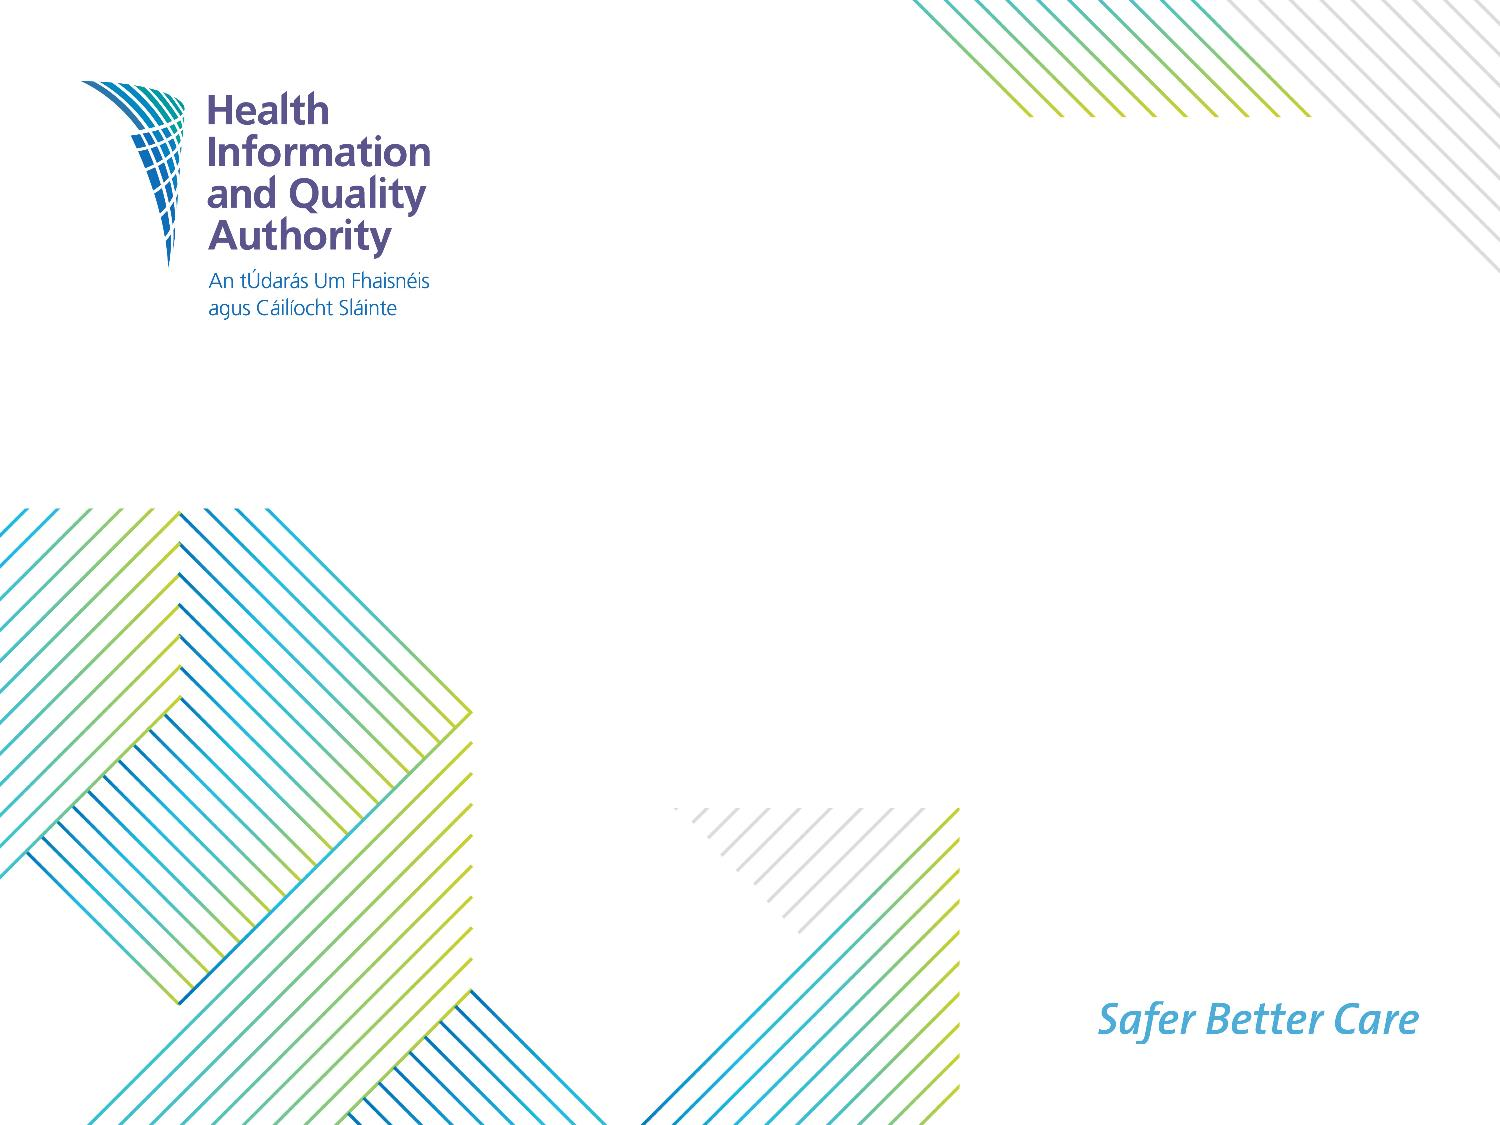 Health
Information
and Quality
Authority
An tÚdarás Um Fhaisnéis
agus Cáilíocht Sláinte
Safer Better Care